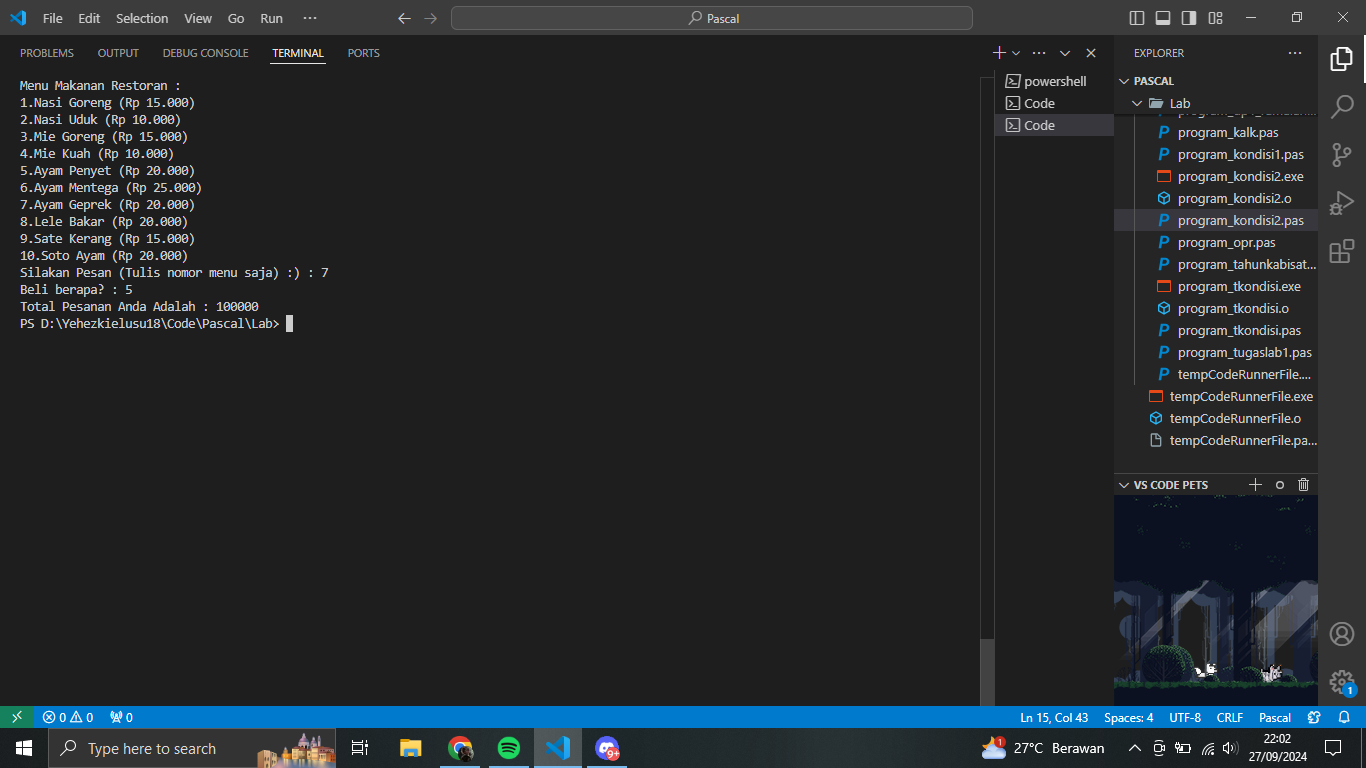 File Edit Selection View Go Run ···
Pascal
PROBLEMS OUTPUT DEBUG CONSOLE TERMINAL PORTS
Menu Makanan Restoran :
1.Nasi Goreng (Rp 15.000)
2.Nasi Uduk (Rp 10.000)
3.Mie Goreng (Rp 15.000)
4.Mie Kuah (Rp 10.000)
5.Ayam Penyet (Rp 20.000)
6.Ayam Mentega (Rp 25.000)
7.Ayam Geprek (Rp 20.000)
8.Lele Bakar (Rp 20.000)
9.Sate Kerang (Rp 15.000)
10.Soto Ayam (Rp 20.000)
Silakan Pesan (Tulis nomor menu saja) :) : 7
Beli berapa? : 5
Total Pesanan Anda Adalah : 100000
PS D:\Yehezkielusu18\Code\Pascal\Lab>
powershell
Code
Code
EXPLORER
PASCAL
Lab
program_kalk.pas
program_kondisi1.pas
program_kondisi2.exe
program_kondisi2.o
program_kondisi2.pas
program_opr.pas
program_tahunkabisat...
program_tkondisi.exe
program_tkondisi.o
program_tkondisi.pas
program_tugaslab1.pas
tempCodeRunnerFile....
tempCodeRunnerFile.exe
tempCodeRunnerFile.o
tempCodeRunnerFile.pa...
VS CODE PETS
1
0 0 0
Ln 15, Col 43 Spaces: 4 UTF-8 CRLF Pascal
Type here to search
9+
1
27°C Berawan
22:02
27/09/2024